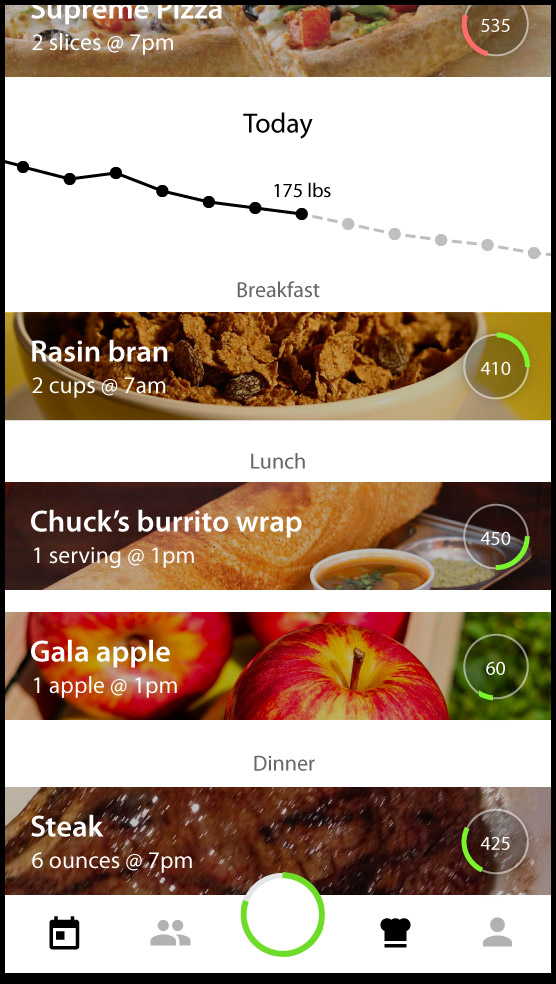 Supreme Pizza
2 slices @ 7pm
535
Today
175 lbs
Breakfast
Rasin bran
2 cups @ 7am
410
Lunch
Chuck’s burrito wrap
1 serving @ 1pm
450
Gala apple
1 apple @ 1pm
60
Dinner
Steak
6 ounces @ 7pm
425